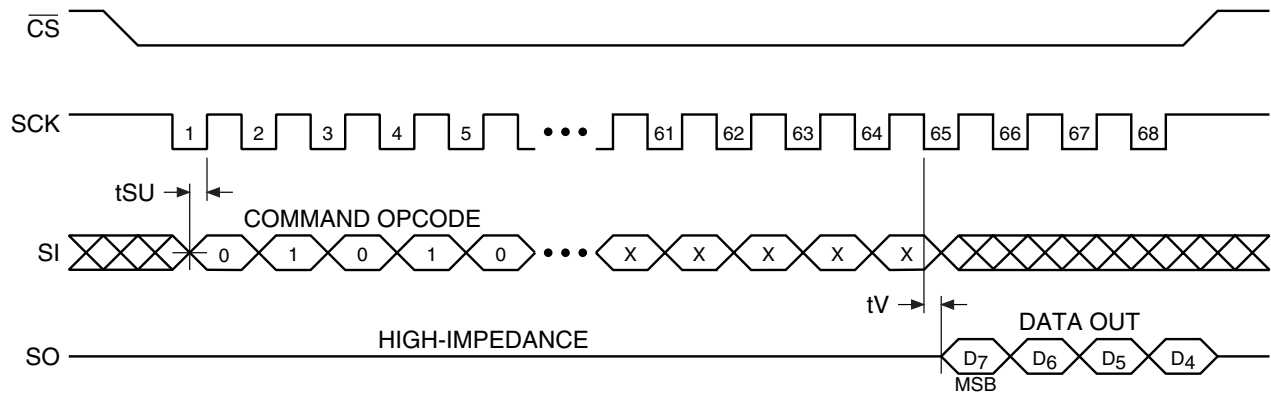 CS
SCK 1 2 3 4 5 ••• 61 62 63 64 65 66 67 68
tSU
COMMAND OPCODE
SI 0 1 0 1 0 ••• X X X X X
tV
HIGH-IMPEDANCE
DATA OUT
SO D7 D6 D5 D4
MSB